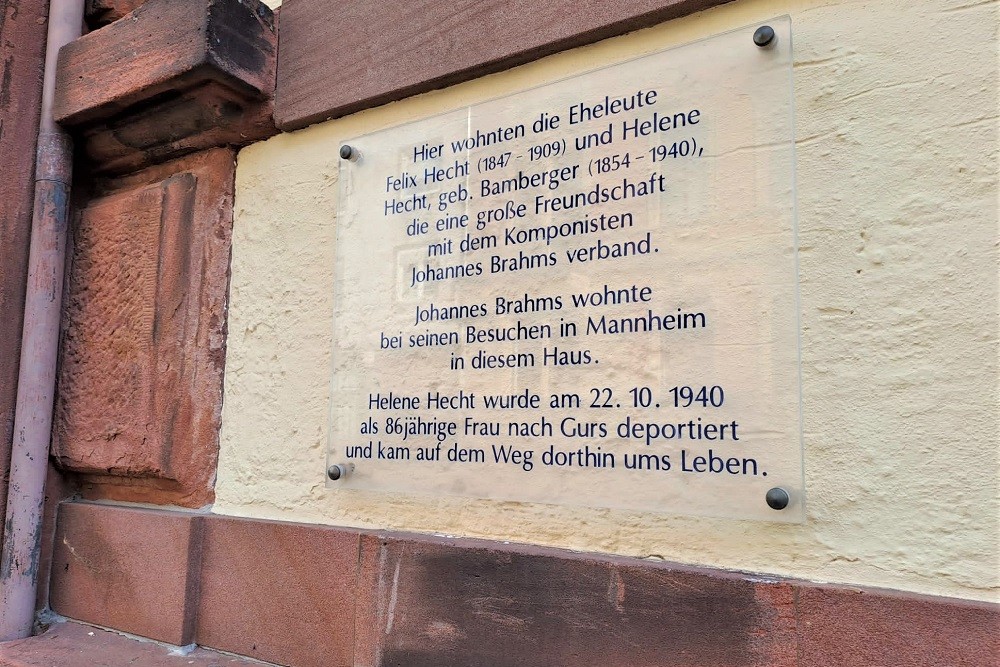 Hier wohnten die Eheleute
Felix Hecht (1847 - 1909) und Helene
Hecht, geb. Bamberger (1854 - 1940),
die eine große Freundschaft
mit dem Komponisten
Johannes Brahms verband.
Johannes Brahms wohnte
bei seinen Besuchen in Mannheim
in diesem Haus.
Helene Hecht wurde am 22. 10. 1940
als 86jährige Frau nach Gurs deportiert
und kam auf dem Weg dorthin ums Leben.